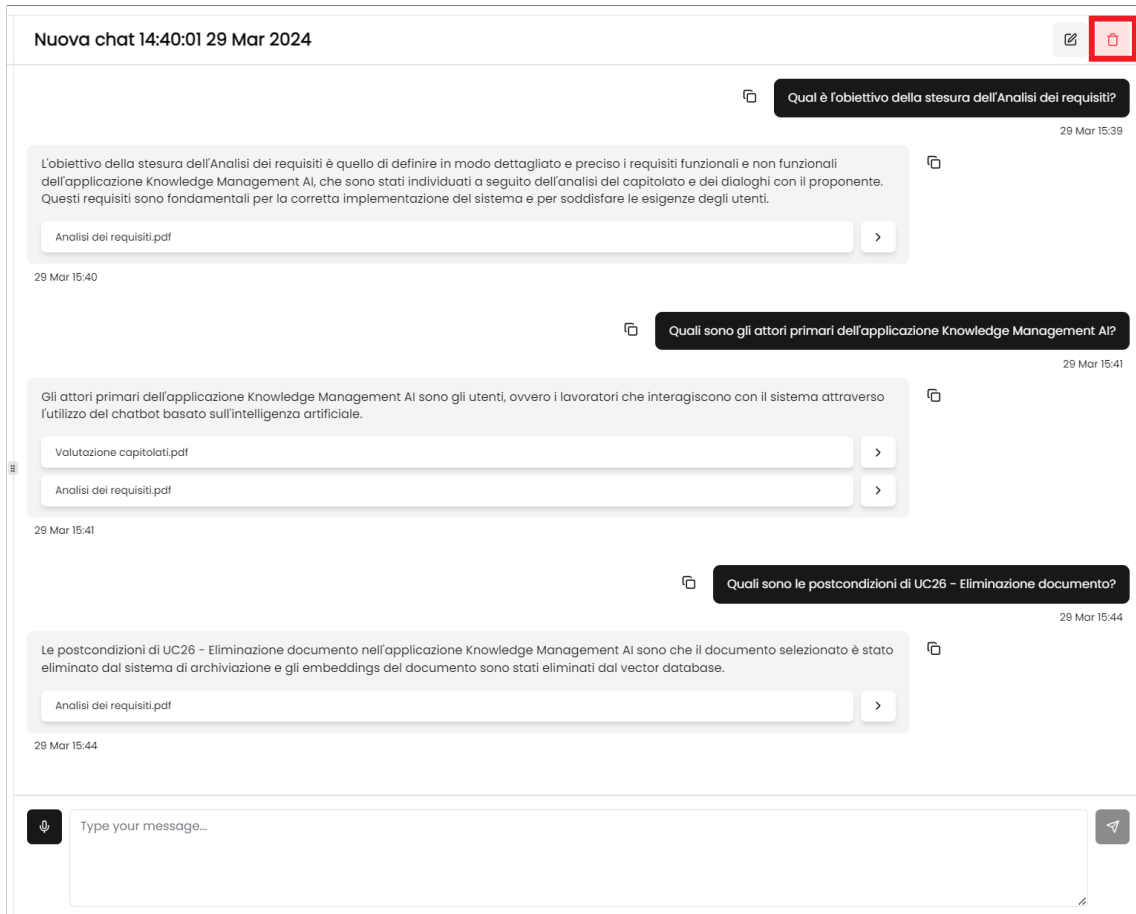 Nuova chat 14:40:01 29 Mar 2024
Qual è l'obiettivo della stesura dell'Analisi dei requisiti?
29 Mar 15:39
L'obiettivo della stesura dell'Analisi dei requisiti è quello di definire in modo dettagliato e preciso i requisiti funzionali e non funzionali
dell'applicazione Knowledge Management AI, che sono stati individuati a seguito dell'analisi del capitolato e dei dialoghi con il proponente.
Questi requisiti sono fondamentali per la corretta implementazione del sistema e per soddisfare le esigenze degli utenti.
Analisi dei requisiti.pdf
29 Mar 15:40
Quali sono gli attori primari dell'applicazione Knowledge Management AI?
29 Mar 15:41
Gli attori primari dell'applicazione Knowledge Management AI sono gli utenti, ovvero i lavoratori che interagiscono con il sistema attraverso
l'utilizzo del chatbot basato sull'intelligenza artificiale.
Valutazione capitolati.pdf
Analisi dei requisiti.pdf
29 Mar 15:41
Quali sono le postcondizioni di UC26 - Eliminazione documento?
29 Mar 15:44
Le postcondizioni di UC26 - Eliminazione documento nell'applicazione Knowledge Management AI sono che il documento selezionato è stato
eliminato dal sistema di archiviazione e gli embeddings del documento sono stati eliminati dal vector database.
Analisi dei requisiti.pdf
29 Mar 15:44
Type your message...